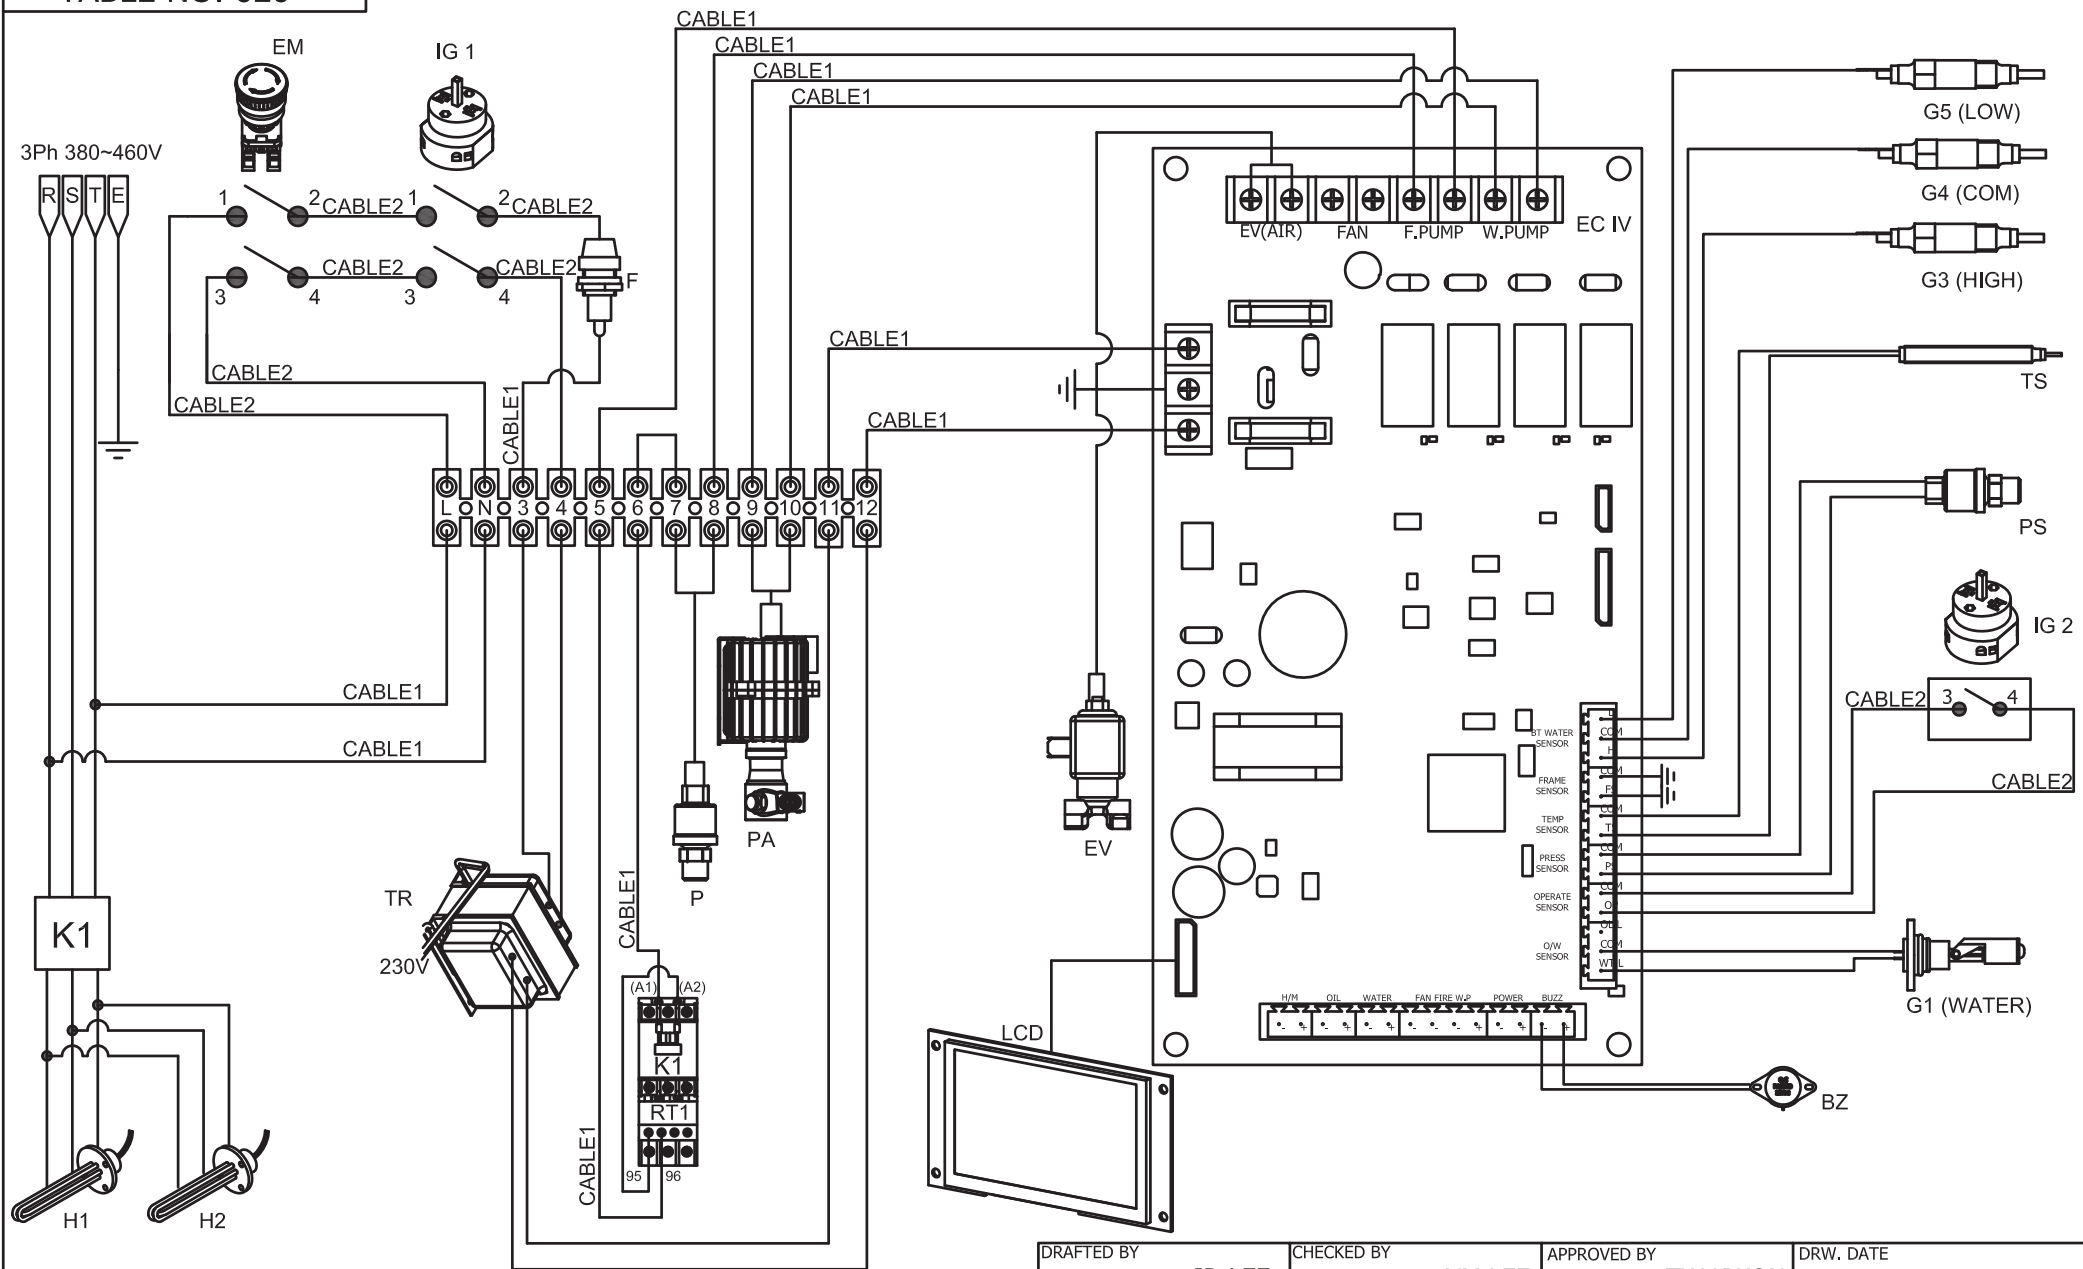 CABLE1
EM
IG 1
CABLE1
CABLE1
CABLE1
3Ph 380~460V
R S T E
1 2 CABLE2 1 2 CABLE2
3 4 CABLE2 3 4 CABLE2
F
EV(AIR) FAN F.PUMP W.PUMP
EC IV
G5 (LOW)
G4 (COM)
G3 (HIGH)
CABLE2
CABLE2
CABLE1
CABLE1
CABLE1
TS
L N 3 4 5 6 7 8 9 10 11 12
PS
IG 2
CABLE2 3 4
CABLE2
CABLE1
CABLE1
BT WATER
SENSOR
COM
H
COM
FRAME
SENSOR
FS
COM
TEMP
SENSOR
COM
PRESS
SENSOR
COM
OPERATE
SENSOR
COM
O/W
SENSOR
PA
EV
P
TR
230V
CABLE1
K1
(A1) (A2)
K1
RT1
95 96
CABLE1
H1
H2
LCD
H/M OIL WATER FAN FIRE W.P POWER BUZZ
- + - + - + - - - + - + - +
G1 (WATER)
BZ
DRAFTED BY
CHECKED BY
APPROVED BY
DRW. DATE